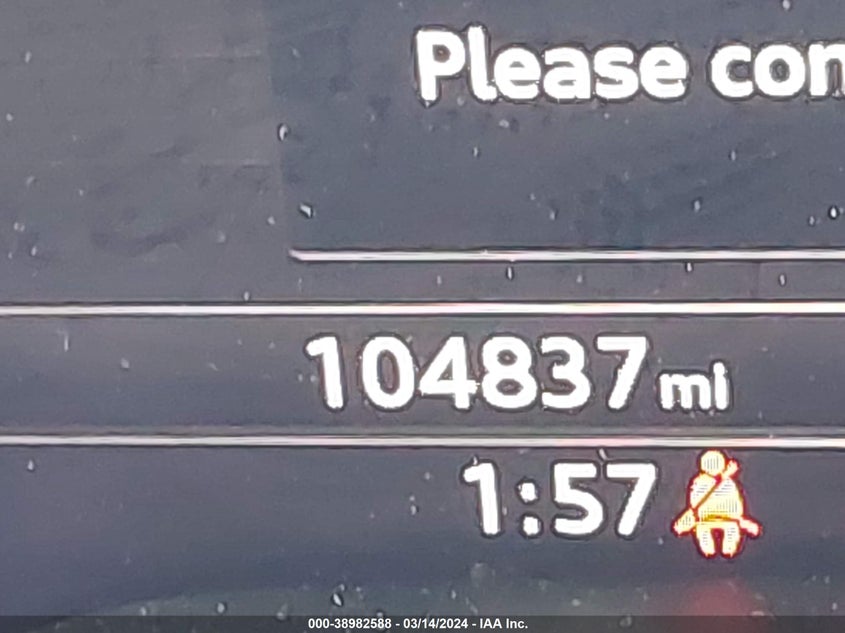 Please con
104837 mi
1:57
000-38982588 - 03/14/2024 - IAA Inc.